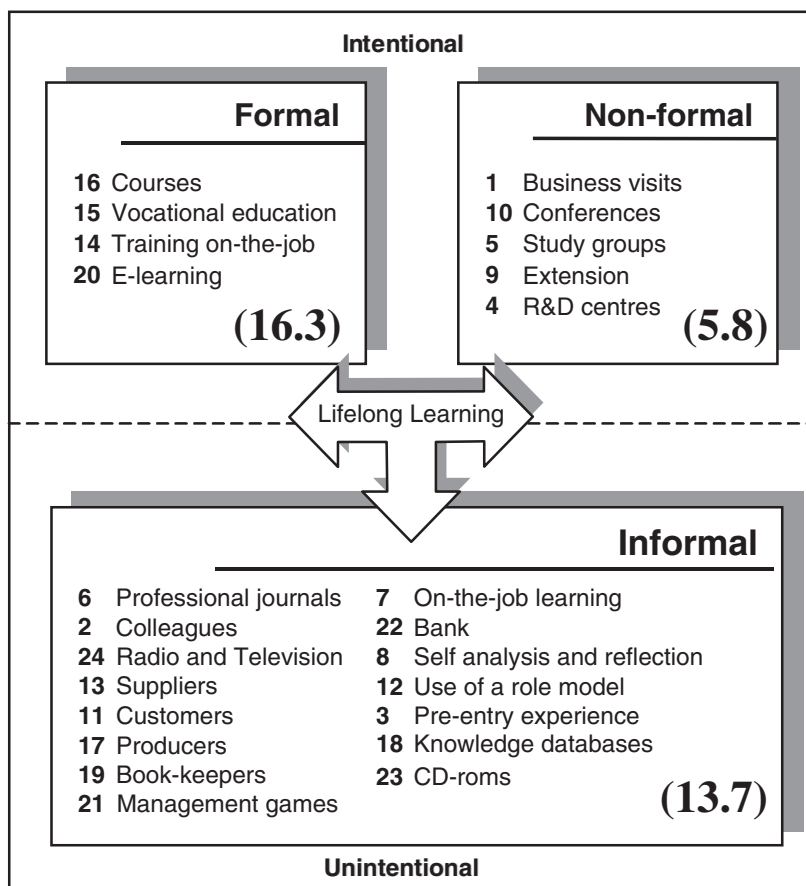 Intentional
Formal
16 Courses
15 Vocational education
14 Training on-the-job
20 E-learning
(16.3)
Non-formal
1 Business visits
10 Conferences
5 Study groups
9 Extension
4 R&D centres
(5.8)
Lifelong Learning
Informal
6 Professional journals
2 Colleagues
24 Radio and Television
13 Suppliers
11 Customers
17 Producers
19 Book-keepers
21 Management games
7 On-the-job learning
22 Bank
8 Self analysis and reflection
12 Use of a role model
3 Pre-entry experience
18 Knowledge databases
23 CD-roms
(13.7)
Unintentional